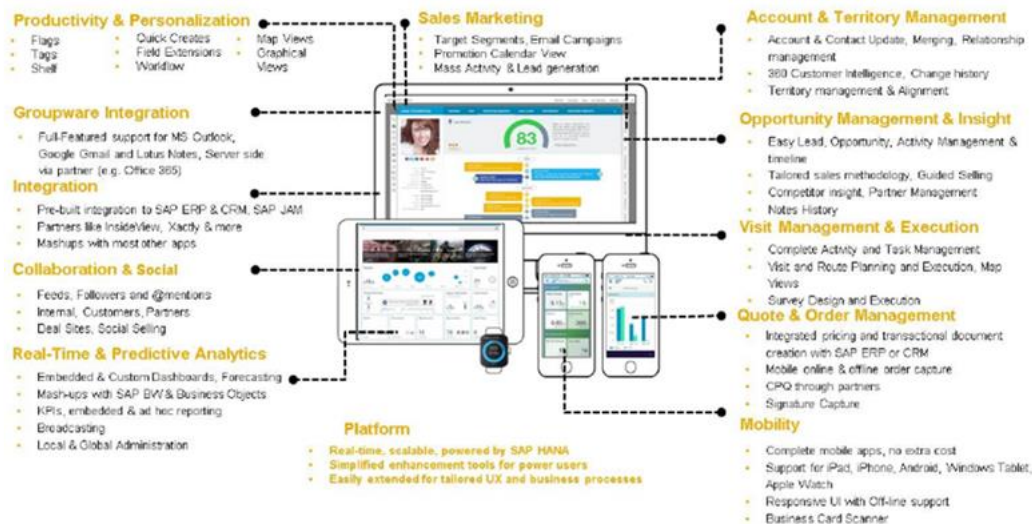 Productivity & Personalization
Flags
Tags
Shelf
Quick Creates
Field Extensions
Workflow
Map Views
Graphical
Views
Groupware Integration
Full-Featured support for MS Outlook,
Google Gmail and Lotus Notes, Server side
via partner (e.g. Office 365)
Integration
Pre-built integration to SAP ERP & CRM, SAP JAM
Partners like InsideView, Xactly & more
Mashups with most other apps
Collaboration & Social
Feeds, Followers and @mentions
Internal, Customers, Partners
Deal Sites, Social Selling
Real-Time & Predictive Analytics
Embedded & Custom Dashboards, Forecasting
Mash-ups with SAP BW & Business Objects
KPIs, embedded & ad hoc reporting
Broadcasting
Local & Global Administration
Sales Marketing
Target Segments, Email Campaigns
Promotion Calendar View
Mass Activity & Lead generation
83
Platform
Real-time, scalable, powered by SAP HANA
Simplified enhancement tools for power users
Easily extended for tailored UX and business processes
Account & Territory Management
Account & Contact Update, Merging, Relationship
management
360 Customer Intelligence, Change history
Territory management & Alignment
Opportunity Management & Insight
Easy Lead, Opportunity, Activity Management &
timeline
Tailored sales methodology, Guided Selling
Competitor insight, Partner Management
Notes History
Visit Management & Execution
Complete Activity and Task Management
Visit and Route Planning and Execution, Map
Views
Survey Design and Execution
Quote & Order Management
Integrated pricing and transactional document
creation with SAP ERP or CRM
Mobile online & offline order capture
CPQ through partners
Signature Capture
Mobility
Complete mobile apps, no extra cost
Support for iPad, iPhone, Android, Windows Tablet,
Apple Watch
Responsive UI with Off-line support
Business Card Scanner